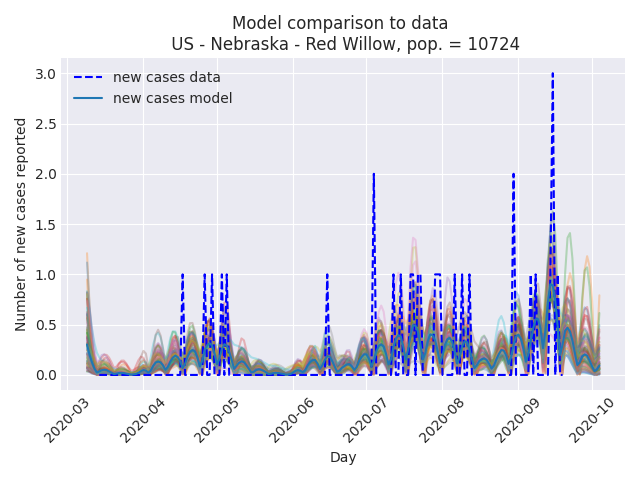 Model comparison to data
US - Nebraska - Red Willow, pop. = 10724
new cases data
new cases model
Number of new cases reported
3.0
2.5
2.0
1.5
1.0
0.5
0.0
2020-03
2020-04
2020-05
2020-06
2020-07
2020-08
2020-09
2020-10
Day